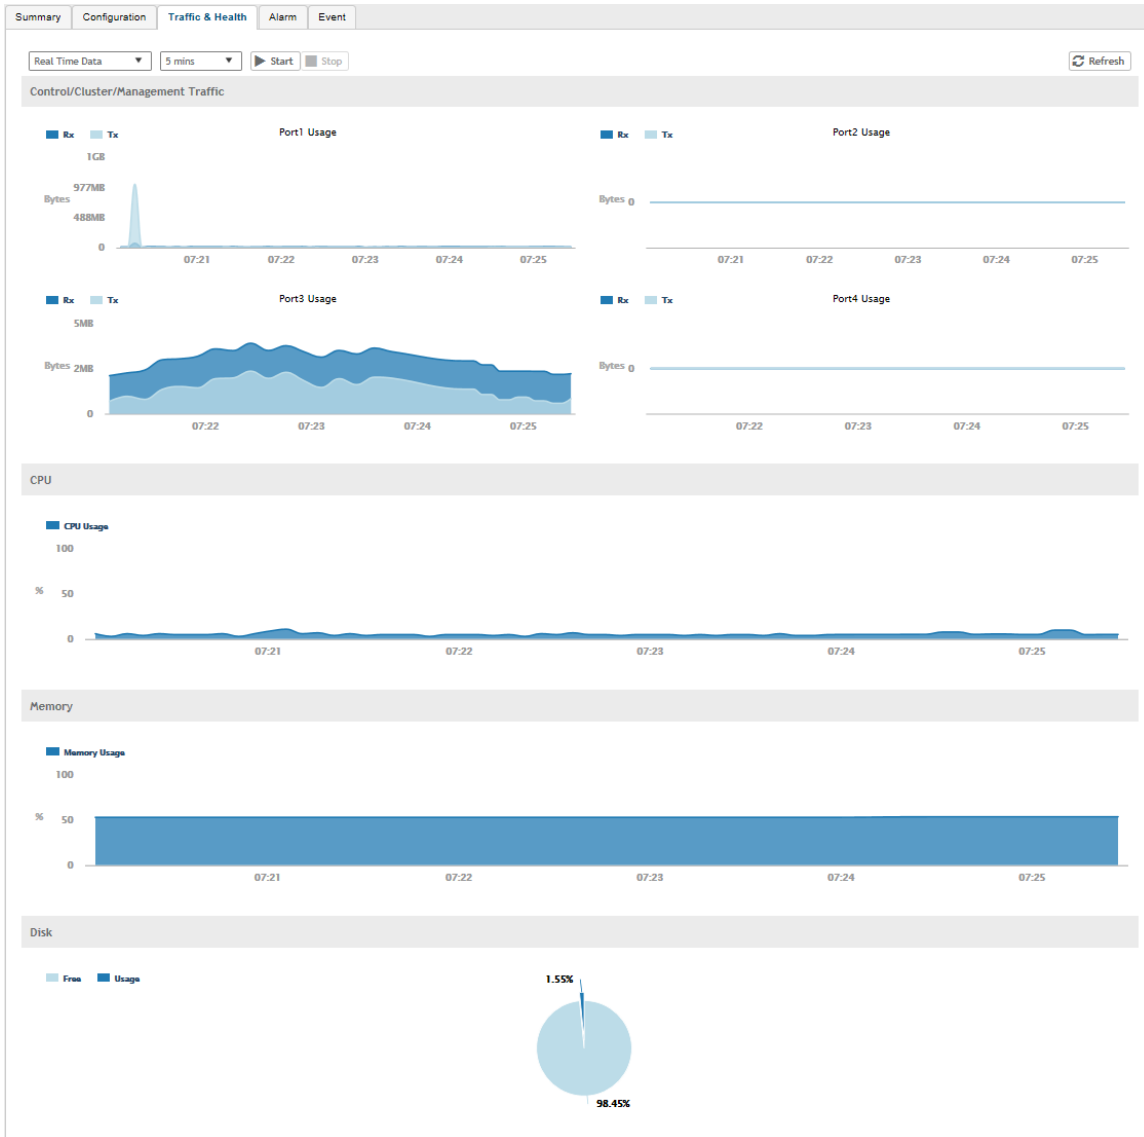 Summary Configuration Traffic & Health Alarm Event
Real Time Data 5 mins Start Stop Refresh
Control/Cluster/Management Traffic
Rx Tx Port1 Usage
1GB
977MB
Bytes
488MB
0
07:21 07:22 07:23 07:24 07:25
Rx Tx Port2 Usage
Bytes 0
07:21 07:22 07:23 07:24 07:25
Rx Tx Port3 Usage
5MB
Bytes 2MB
0
07:22 07:23 07:24 07:25
Rx Tx Port4 Usage
Bytes 0
07:22 07:23 07:24 07:25
CPU
CPU Usage
100
% 50
0
07:21 07:22 07:23 07:24 07:25
Memory
Memory Usage
100
% 50
0
07:21 07:22 07:23 07:24 07:25
Disk
Free Usage
1.55%
98.45%